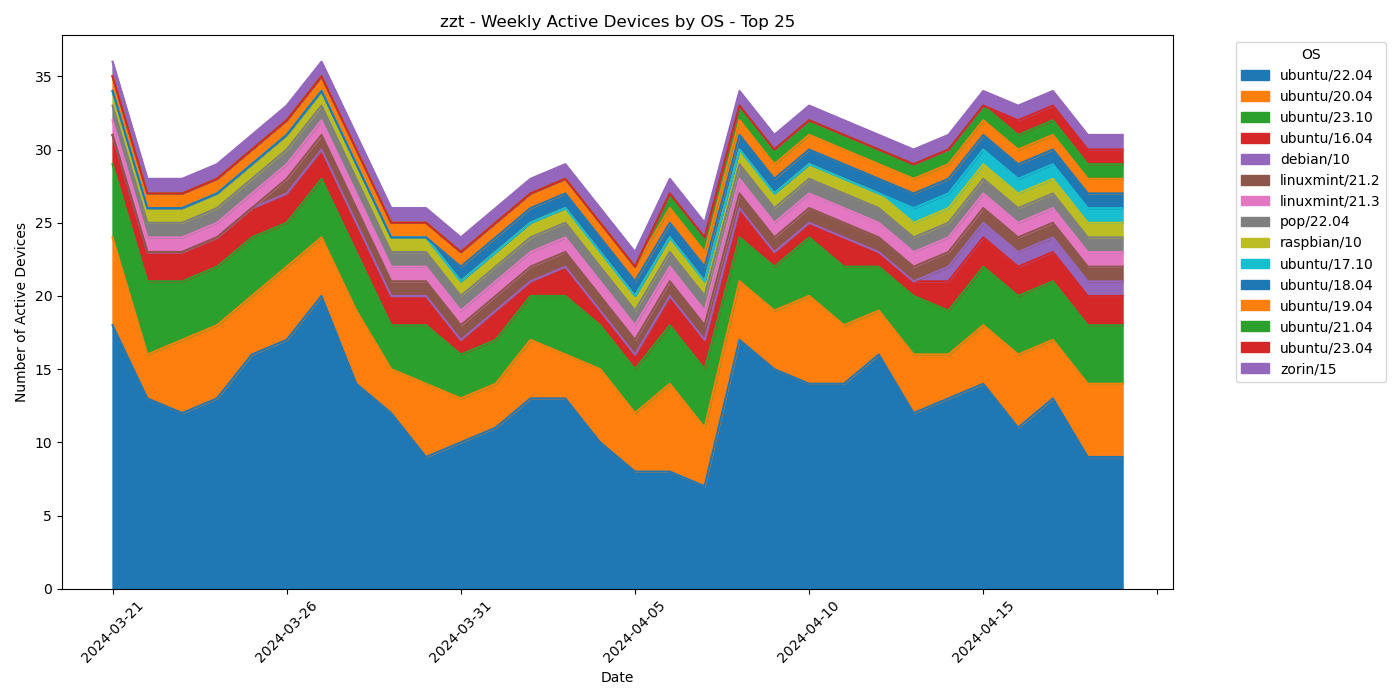 zzt - Weekly Active Devices by OS - Top 25
Number of Active Devices
35
30
25
20
15
10
5
0
2024-03-21
2024-03-26
2024-03-31
2024-04-05
2024-04-10
2024-04-15
Date
OS
ubuntu/22.04
ubuntu/20.04
ubuntu/23.10
ubuntu/16.04
debian/10
linuxmint/21.2
linuxmint/21.3
pop/22.04
raspbian/10
ubuntu/17.10
ubuntu/18.04
ubuntu/19.04
ubuntu/21.04
ubuntu/23.04
zorin/15